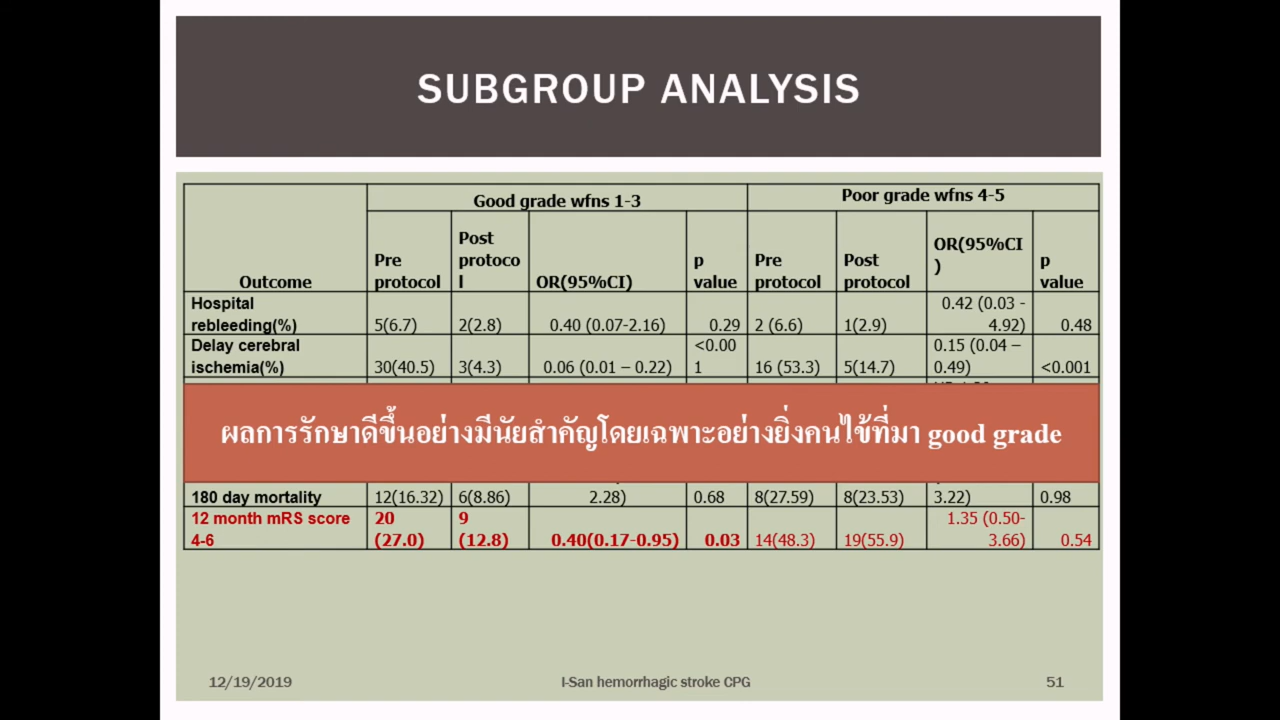 SUBGROUP ANALYSIS
Good grade wfns 1-3
Poor grade wfns 4-5
Outcome
Pre
protocol
Post
protoco
l
OR(95%CI)
p
value
Pre
protocol
Post
protocol
OR(95%CI
)
p
value
Hospital
rebleeding(%)
5(6.7)
2(2.8)
0.40 (0.07-2.16)
0.29
2 (6.6)
1(2.9)
0.42 (0.03 -
4.92)
0.48
Delay cerebral
ischemia(%)
30(40.5)
3(4.3)
0.06 (0.01 – 0.22)
<0.00
1
16 (53.3)
5(14.7)
0.15 (0.04 –
0.49)
<0.001
ผลการรักษาดีขึ้นอย่างมีนัยสำคัญโดยเฉพาะอย่างยิ่งคนไข้ที่มา good grade
180 day mortality
12(16.32)
6(8.86)
2.28)
0.68
8(27.59)
8(23.53)
3.22)
0.98
12 month mRS score
4-6
20
(27.0)
9
(12.8)
0.40(0.17-0.95)
0.03
14(48.3)
19(55.9)
1.35 (0.50-
3.66)
0.54
12/19/2019
I-San hemorrhagic stroke CPG
51